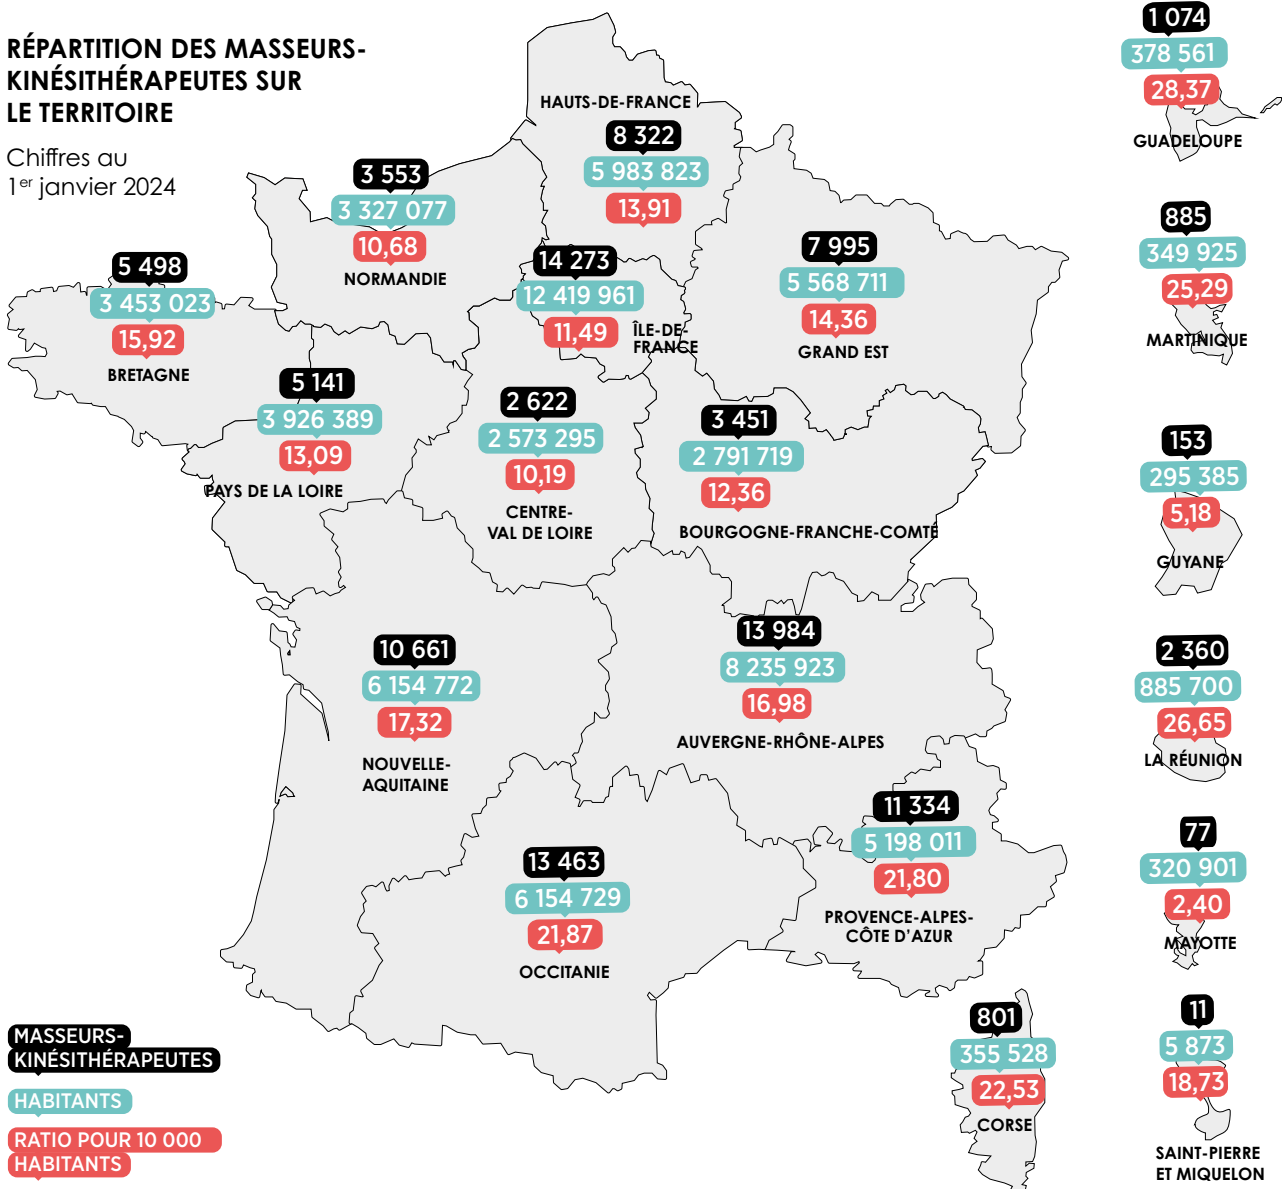 RÉPARTITION DES MASSEURS-
KINÉSITHÉRAPEUTES SUR
LE TERRITOIRE
Chiffres au
1er janvier 2024
HAUTS-DE-FRANCE
8 322
5 983 823
13,91
3 553
3 327 077
10,68
NORMANDIE
14 273
12 419 961
11,49
ÎLE-DE-
FRANCE
7 995
5 568 711
14,36
GRAND EST
5 498
3 453 023
15,92
BRETAGNE
5 141
3 926 389
13,09
PAYS DE LA LOIRE
2 622
2 573 295
10,19
CENTRE-
VAL DE LOIRE
3 451
2 791 719
12,36
BOURGOGNE-FRANCHE-COMTÉ
10 661
6 154 772
17,32
NOUVELLE-
AQUITAINE
13 984
8 235 923
16,98
AUVERGNE-RHÔNE-ALPES
13 463
6 154 729
21,87
OCCITANIE
11 334
5 198 011
21,80
PROVENCE-ALPES-
CÔTE D'AZUR
801
355 528
22,53
CORSE
1 074
378 561
28,37
GUADELOUPE
885
349 925
25,29
MARTINIQUE
153
295 385
5,18
GUYANE
2 360
885 700
26,65
LA RÉUNION
77
320 901
2,40
MAYOTTE
11
5 873
18,73
SAINT-PIERRE
ET MIQUELON
MASSEURS-
KINÉSITHÉRAPEUTES
HABITANTS
RATIO POUR 10 000
HABITANTS